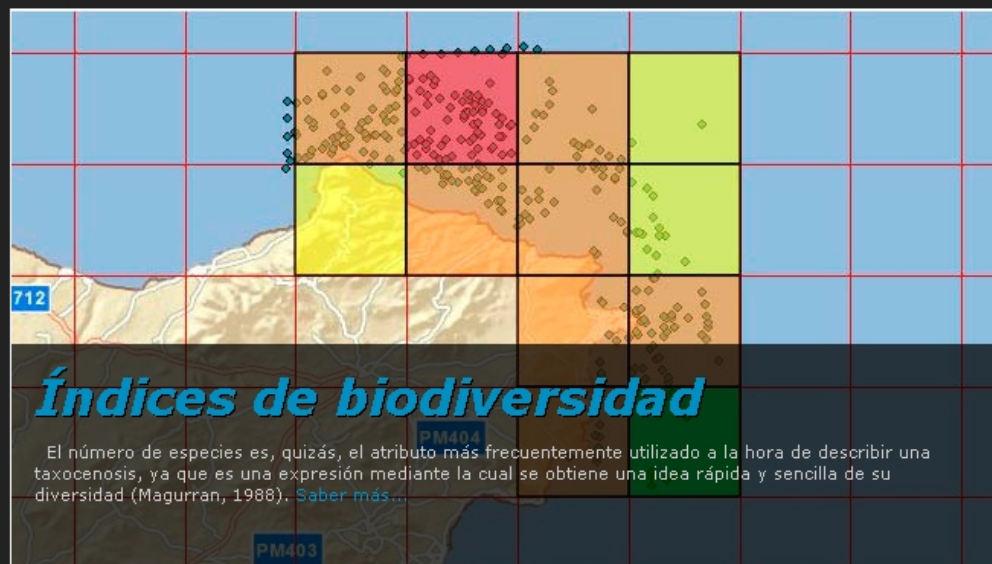 712
Índices de biodiversidad
PM404
El número de especies es, quizás, el atributo más frecuentemente utilizado a la hora de describir una
taxocenosis, ya que es una expresión mediante la cual se obtiene una idea rápida y sencilla de su
diversidad (Magurran, 1988). Saber más...
PM403